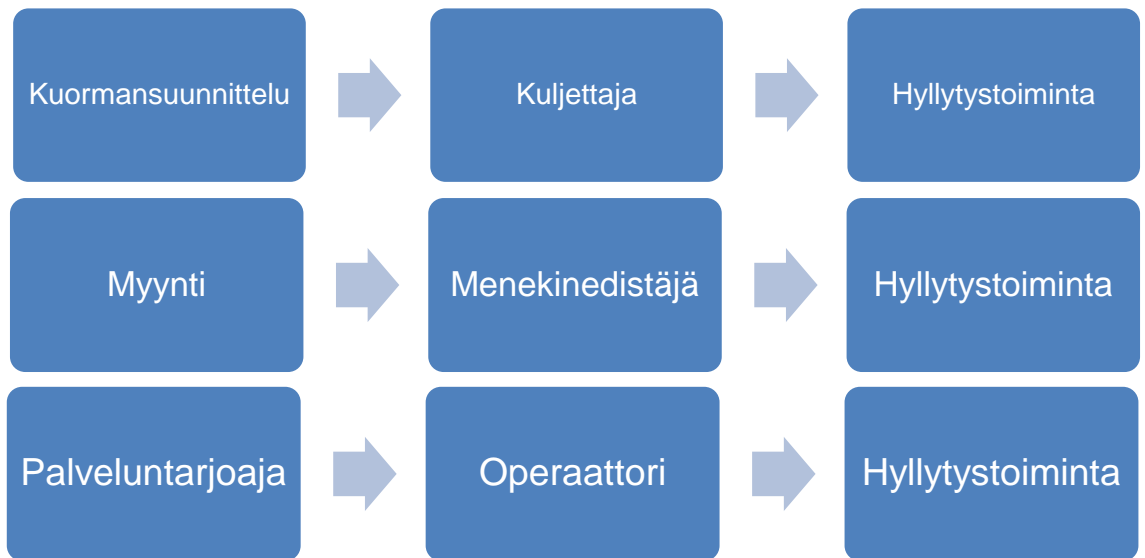 Kuormansuunnittelu
Kuljettaja
Hyllytystoiminta
Myynti
Menekinedistäjä
Hyllytystoiminta
Palveluntarjoaja
Operaattori
Hyllytystoiminta